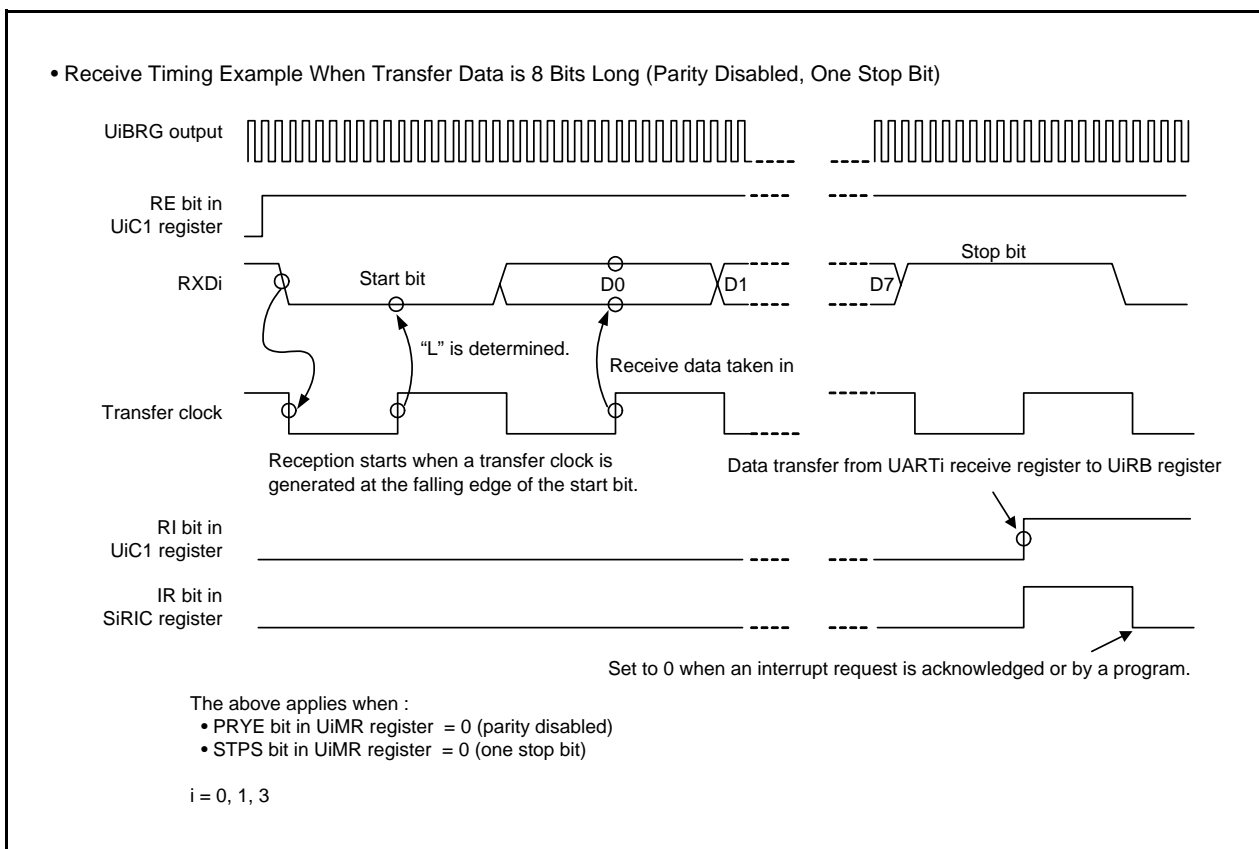 • Receive Timing Example When Transfer Data is 8 Bits Long (Parity Disabled, One Stop Bit)
UiBRG output
RE bit in
UiC1 register
RXDi
Start bit
D0
D1
D7
Stop bit
“L” is determined.
Receive data taken in
Transfer clock
Reception starts when a transfer clock is
generated at the falling edge of the start bit.
Data transfer from UARTi receive register to UiRB register
RI bit in
UiC1 register
IR bit in
SiRIC register
Set to 0 when an interrupt request is acknowledged or by a program.
The above applies when :
• PRYE bit in UiMR register = 0 (parity disabled)
• STPS bit in UiMR register = 0 (one stop bit)
i = 0, 1, 3